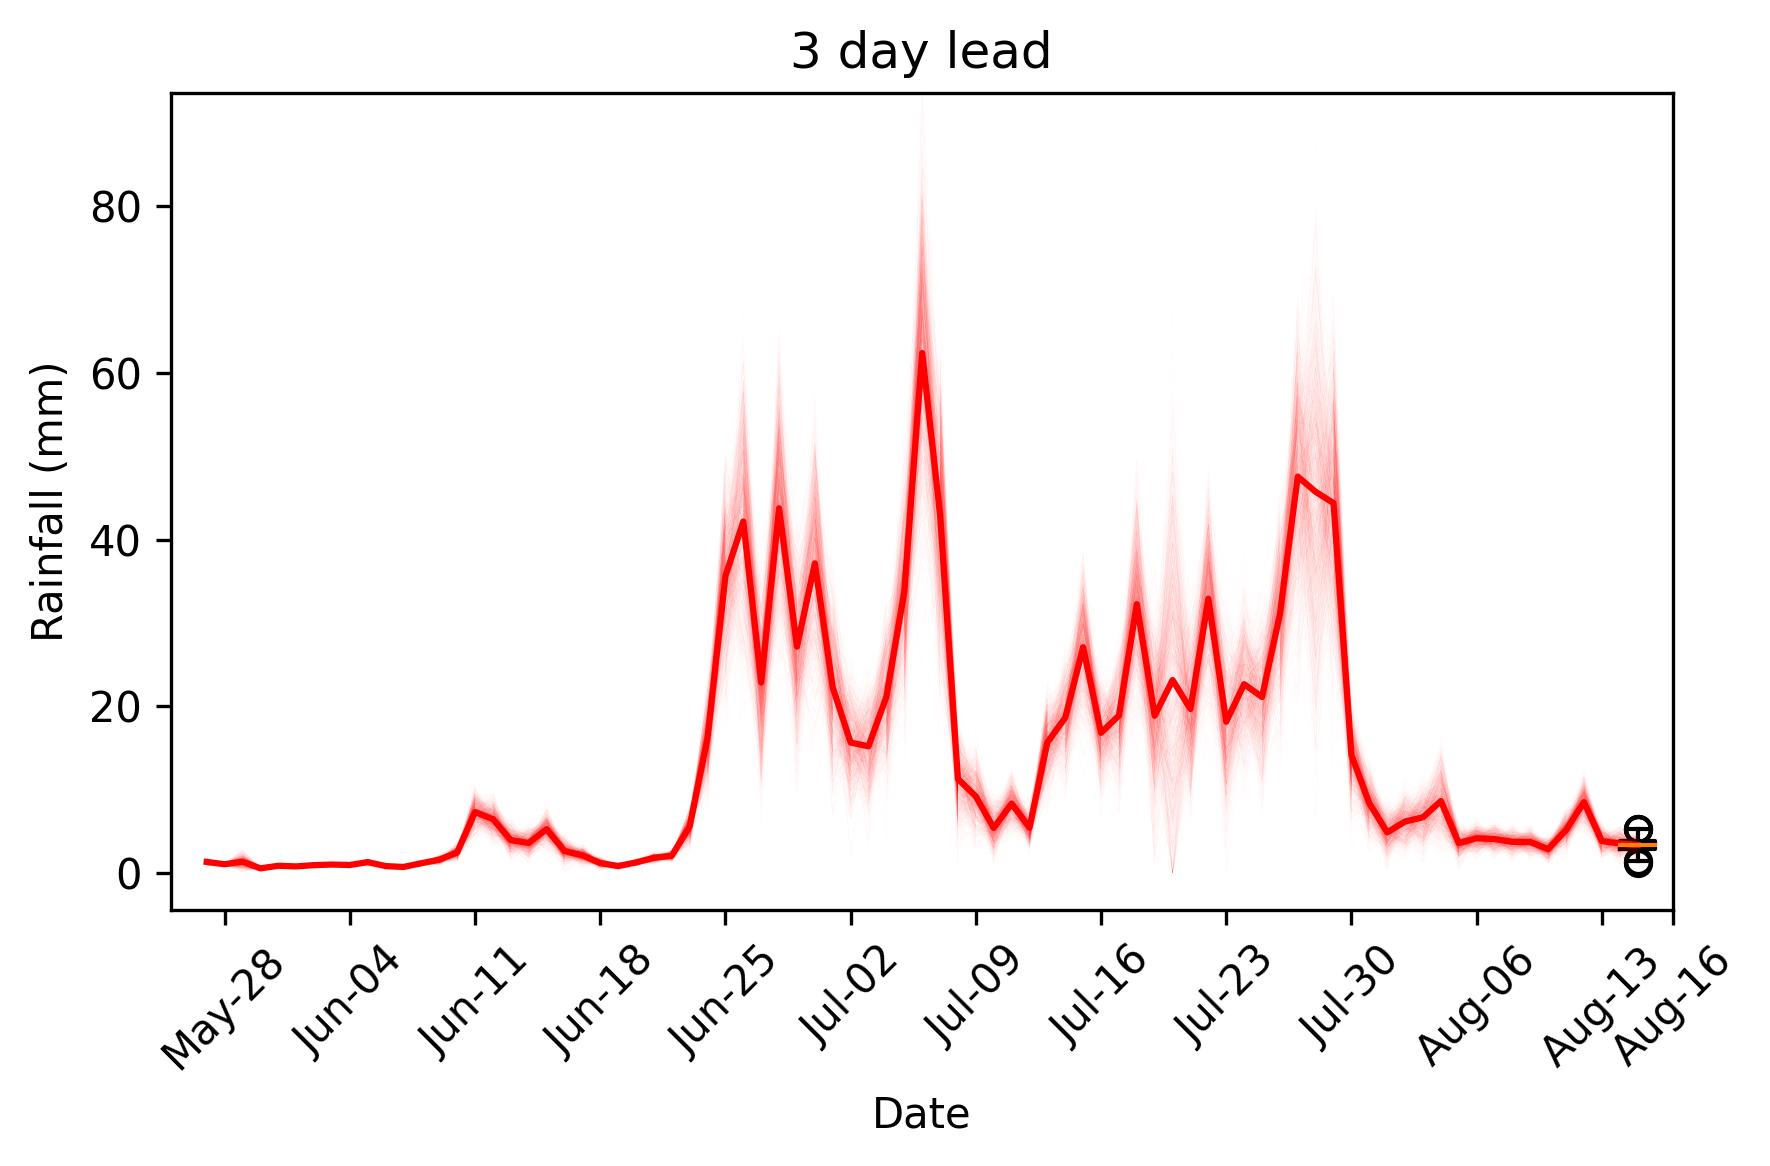 3 day lead
Rainfall (mm)
80
60
40
20
0
May-28
Jun-04
Jun-11
Jun-18
Jun-25
Jul-02
Jul-09
Jul-16
Jul-23
Jul-30
Aug-06
Aug-13
Aug-16
Date